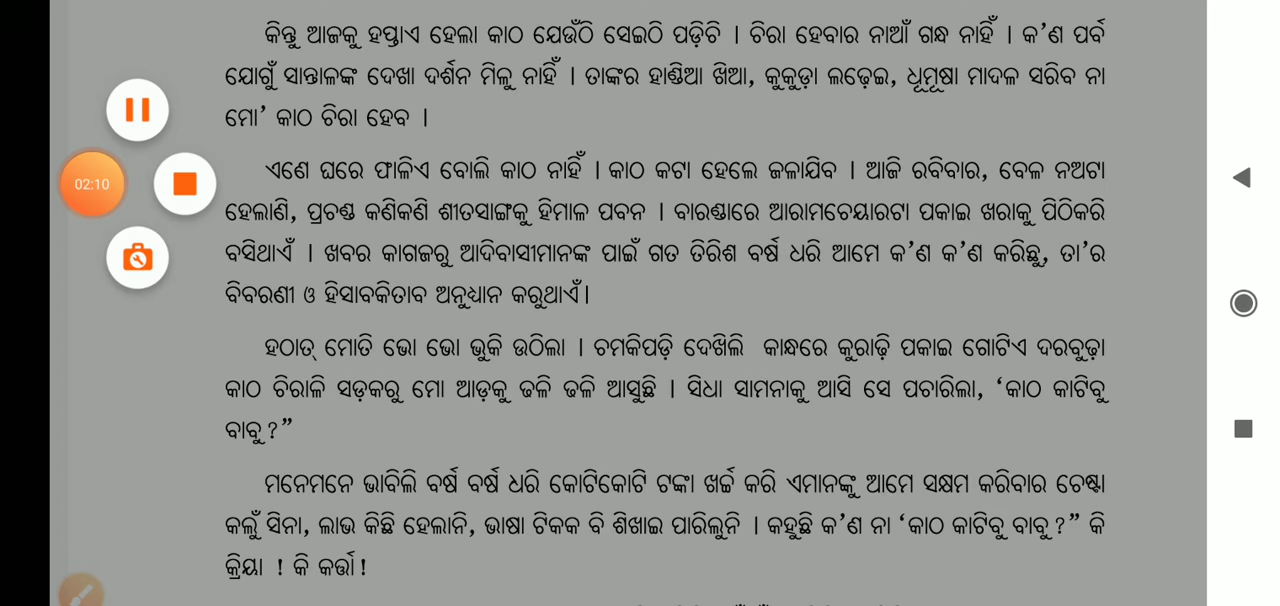 କିନ୍ତୁ ଆଜକୁ ହପ୍ତାଏ ହେଲା କାଠ ଯେଉଁଠି ସେଇଠି ପଡ଼ିଚି । ଚିରା ହେବାର ନାଆଁ ଗନ୍ଧ ନାହିଁ । କ'ଣ ପର୍ବ
ଯୋଗୁଁ ସାନ୍ତାଳଙ୍କ ଦେଖା ଦର୍ଶନ ମିଳୁ ନାହିଁ । ତାଙ୍କର ହାଣ୍ଡିଆ ଖିଆ, କୁକୁଡ଼ା ଲଢ଼େଇ, ଧୂମୂଷା ମାଦଳ ସରିବ ନା
ମୋ' କାଠ ଚିରା ହେବ ।
02:10
ଏଣେ ଘରେ ଫାଳିଏ ବୋଲି କାଠ ନାହିଁ । କାଠ କଟା ହେଲେ ଜଳାଯିବ । ଆଜି ରବିବାର, ବେଳ ନଅଟା
ହେଲାଣି, ପ୍ରଚଣ୍ଡ କଣିକଣି ଶୀତସାଙ୍ଗକୁ ହିମାଳ ପବନ । ବାରଣ୍ଡାରେ ଆରାମଚେୟାରଟା ପକାଇ ଖରାକୁ ପିଠିକରି
ବସିଥାଏଁ । ଖବର କାଗଜରୁ ଆଦିବାସୀମାନଙ୍କ ପାଇଁ ଗତ ତିରିଶ ବର୍ଷ ଧରି ଆମେ କ'ଣ କ'ଣ କରିଛୁ, ତା'ର
ବିବରଣୀ ଓ ହିସାବକିତାବ ଅନୁଧ୍ୟାନ କରୁଥାଏଁ।
ହଠାତ୍ ମୋତି ଭୋ ଭୋ ଭୁକି ଉଠିଲା । ଚମକିପଡ଼ି ଦେଖିଲି କାନ୍ଧରେ କୁରାଢ଼ି ପକାଇ ଗୋଟିଏ ଦରବୁଢ଼ା
କାଠ ଚିରାଳି ସଡ଼କରୁ ମୋ ଆଡ଼କୁ ଢଳି ଢଳି ଆସୁଛି । ସିଧା ସାମନାକୁ ଆସି ସେ ପଚାରିଲା, ‘କାଠ କାଟିବୁ
ବାବୁ ?”
ମନେମନେ ଭାବିଲି ବର୍ଷ ବର୍ଷ ଧରି କୋଟିକୋଟି ଟଙ୍କା ଖର୍ଚ୍ଚ କରି ଏମାନଙ୍କୁ ଆମେ ସକ୍ଷମ କରିବାର ଚେଷ୍ଟା
କଲୁଁ ସିନା, ଲାଭ କିଛି ହେଲାନି, ଭାଷା ଟିକକ ବି ଶିଖାଇ ପାରିଲୁନି । କହୁଛି କ'ଣ ନା ‘କାଠ କାଟିବୁ ବାବୁ ?” କି
କ୍ରିୟା ! କି କର୍ତ୍ତା !